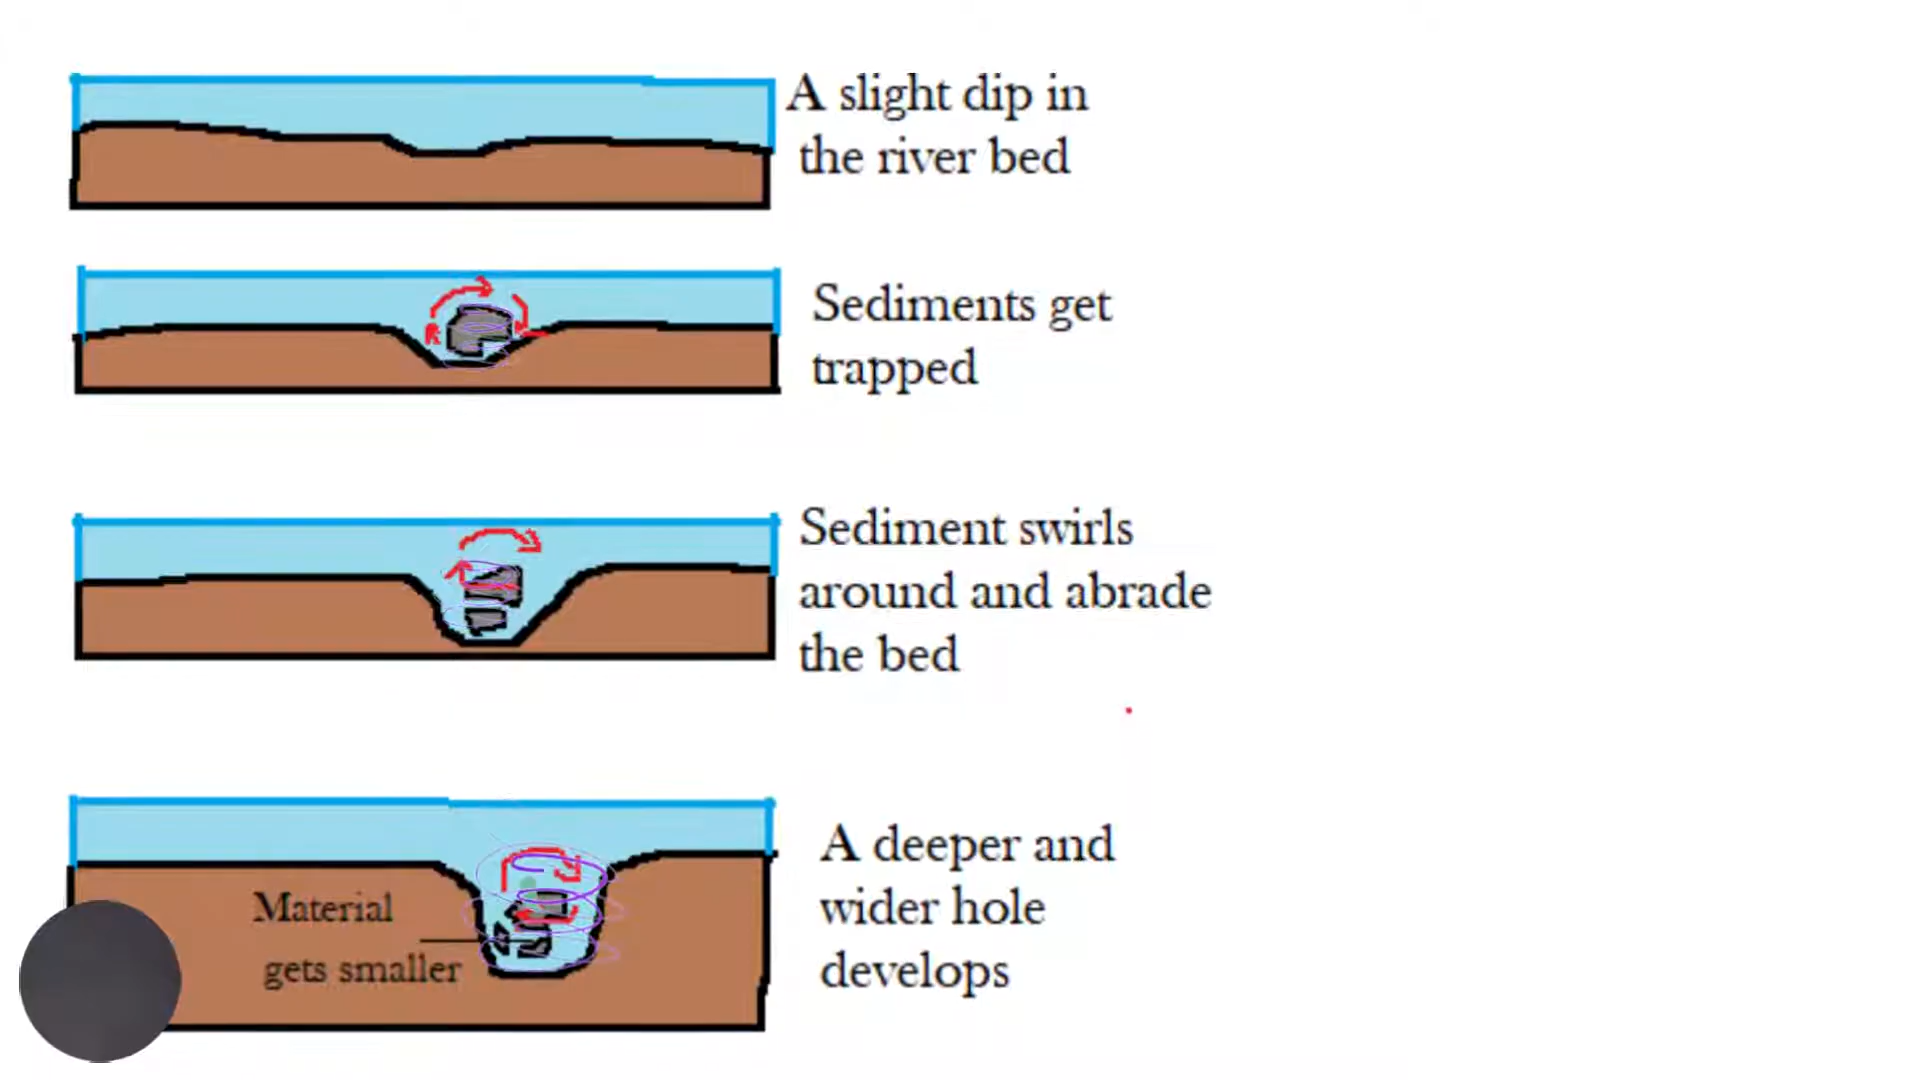 A slight dip in
the river bed
Sediments get
trapped
Sediment swirls
around and abrade
the bed
A deeper and
wider hole
develops
Material
gets smaller